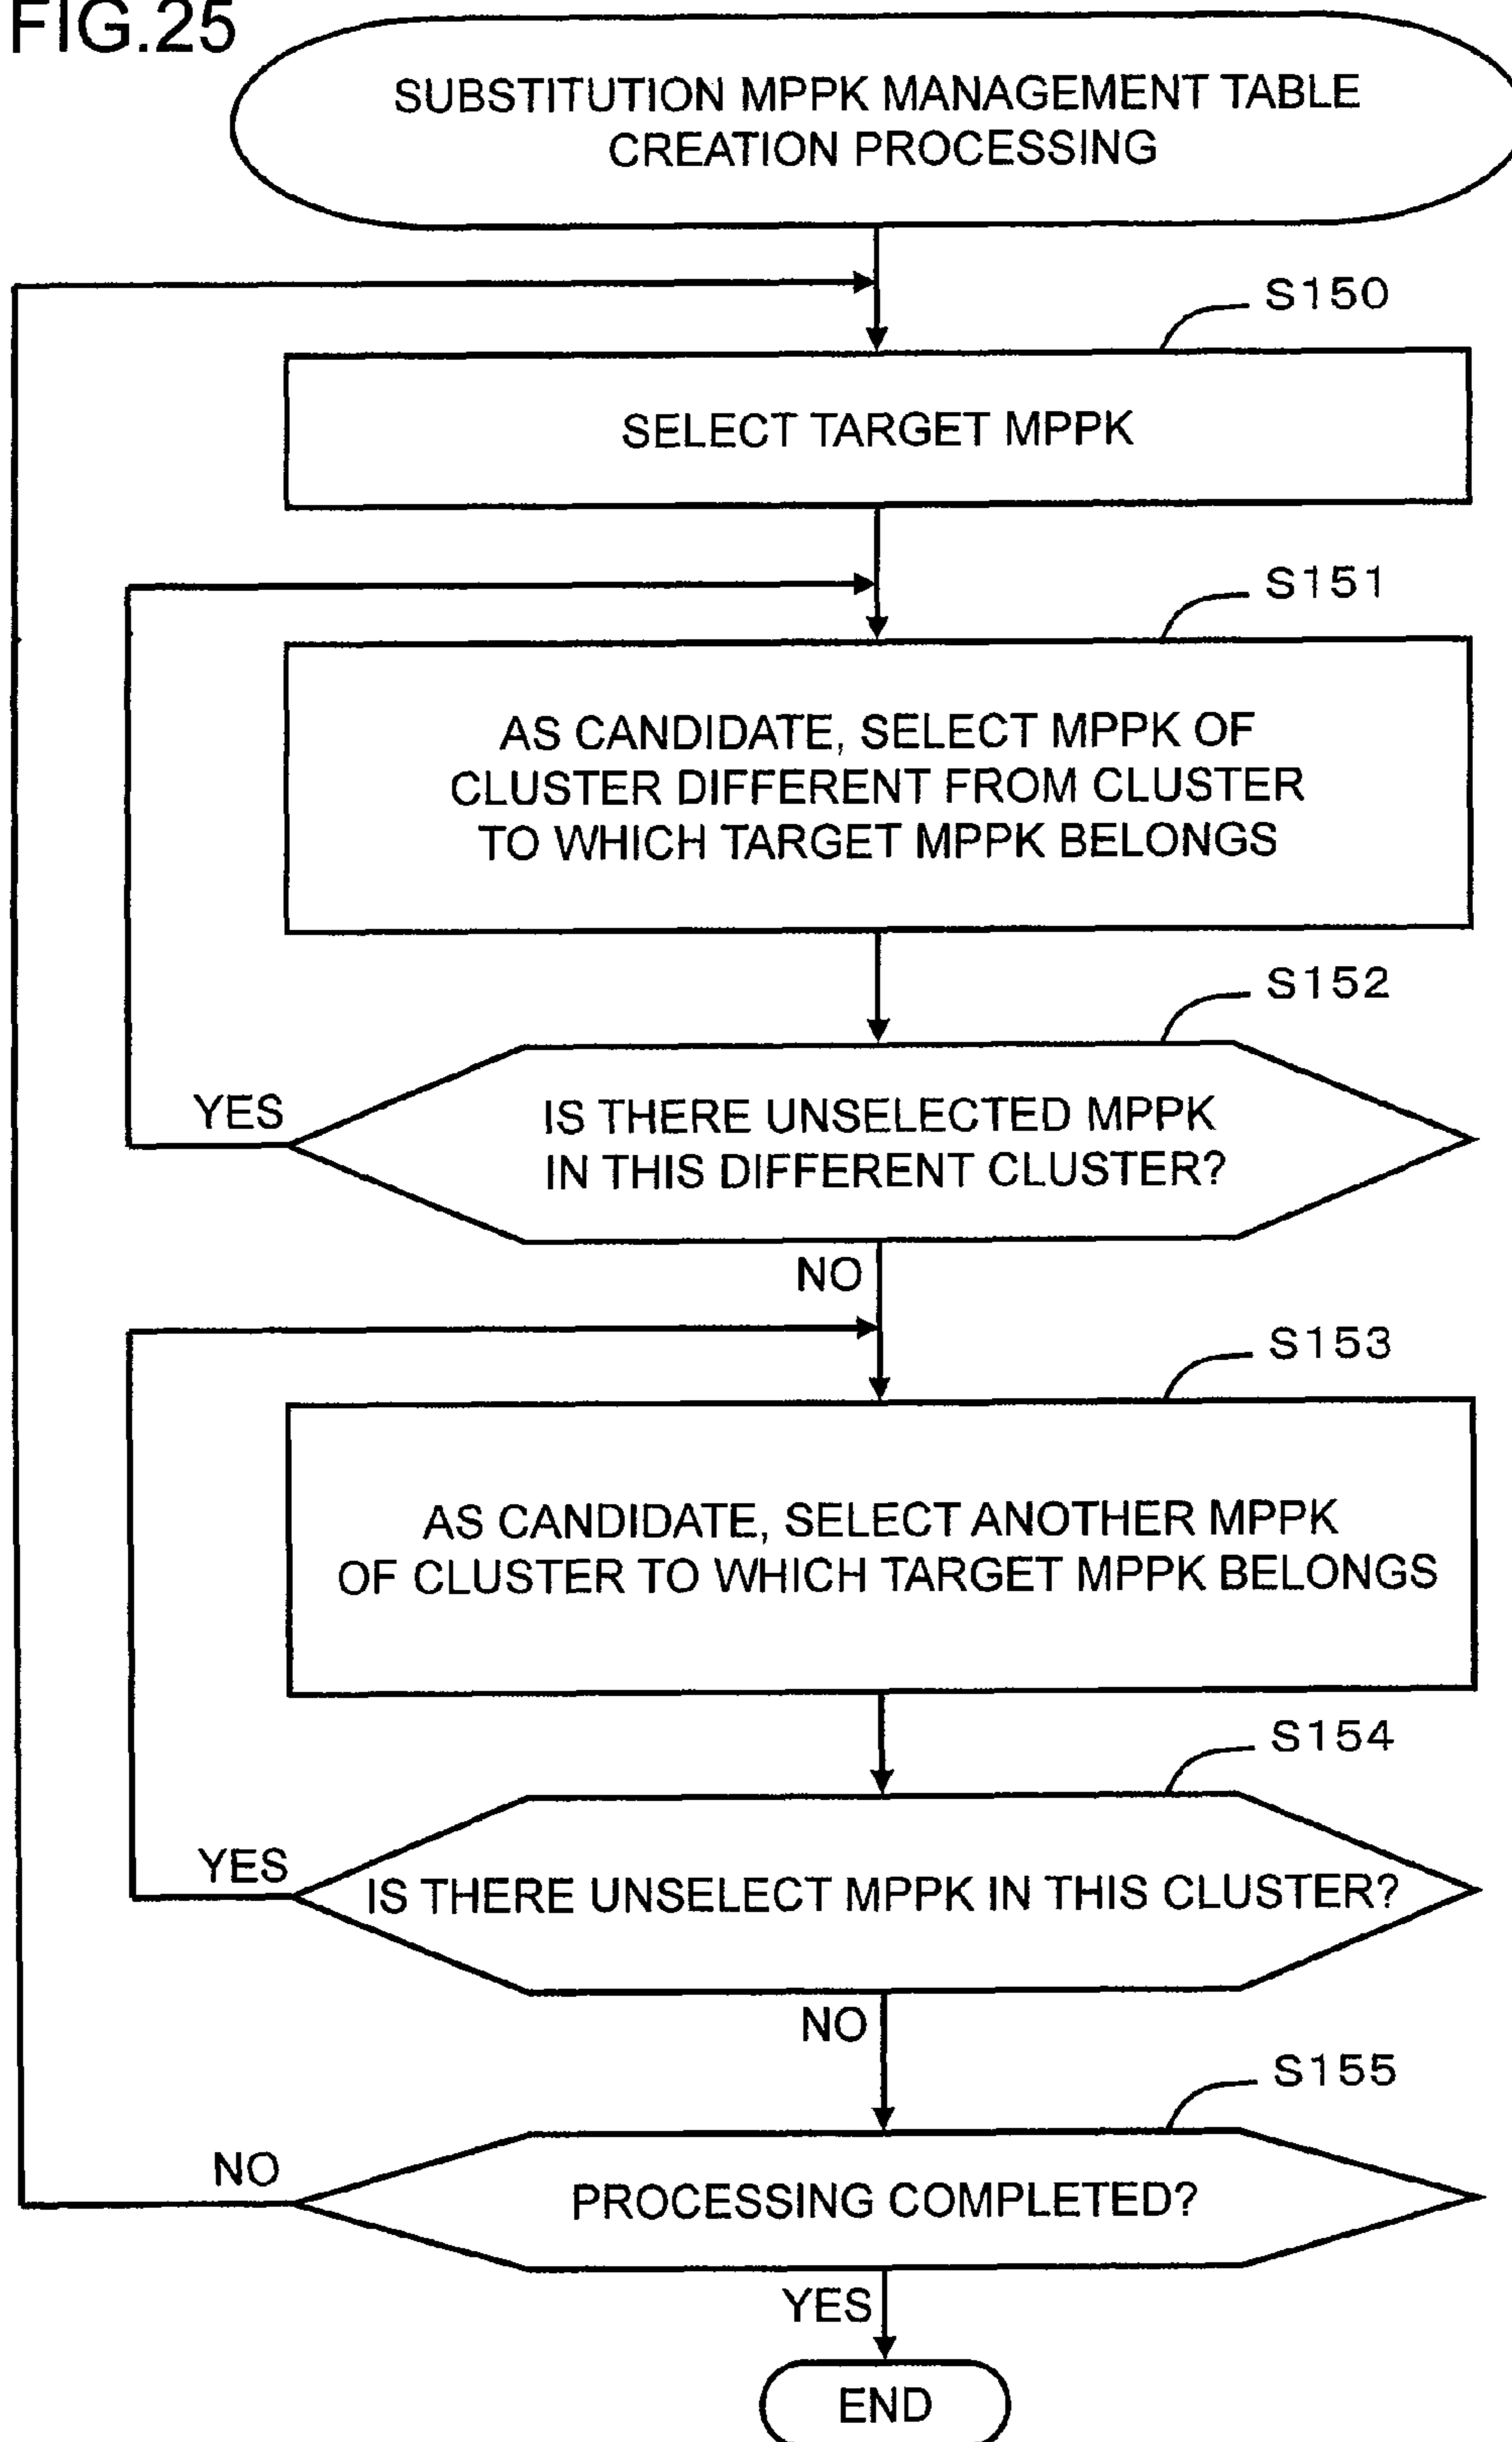 FIG.25
SUBSTITUTION MPPK MANAGEMENT TABLE
CREATION PROCESSING
S150
SELECT TARGET MPPK
S151
AS CANDIDATE, SELECT MPPK OF
CLUSTER DIFFERENT FROM CLUSTER
TO WHICH TARGET MPPK BELONGS
S152
YES
IS THERE UNSELECTED MPPK
IN THIS DIFFERENT CLUSTER?
NO
S153
AS CANDIDATE, SELECT ANOTHER MPPK
OF CLUSTER TO WHICH TARGET MPPK BELONGS
S154
YES
IS THERE UNSELECT MPPK IN THIS CLUSTER?
NO
S155
NO
PROCESSING COMPLETED?
YES
END